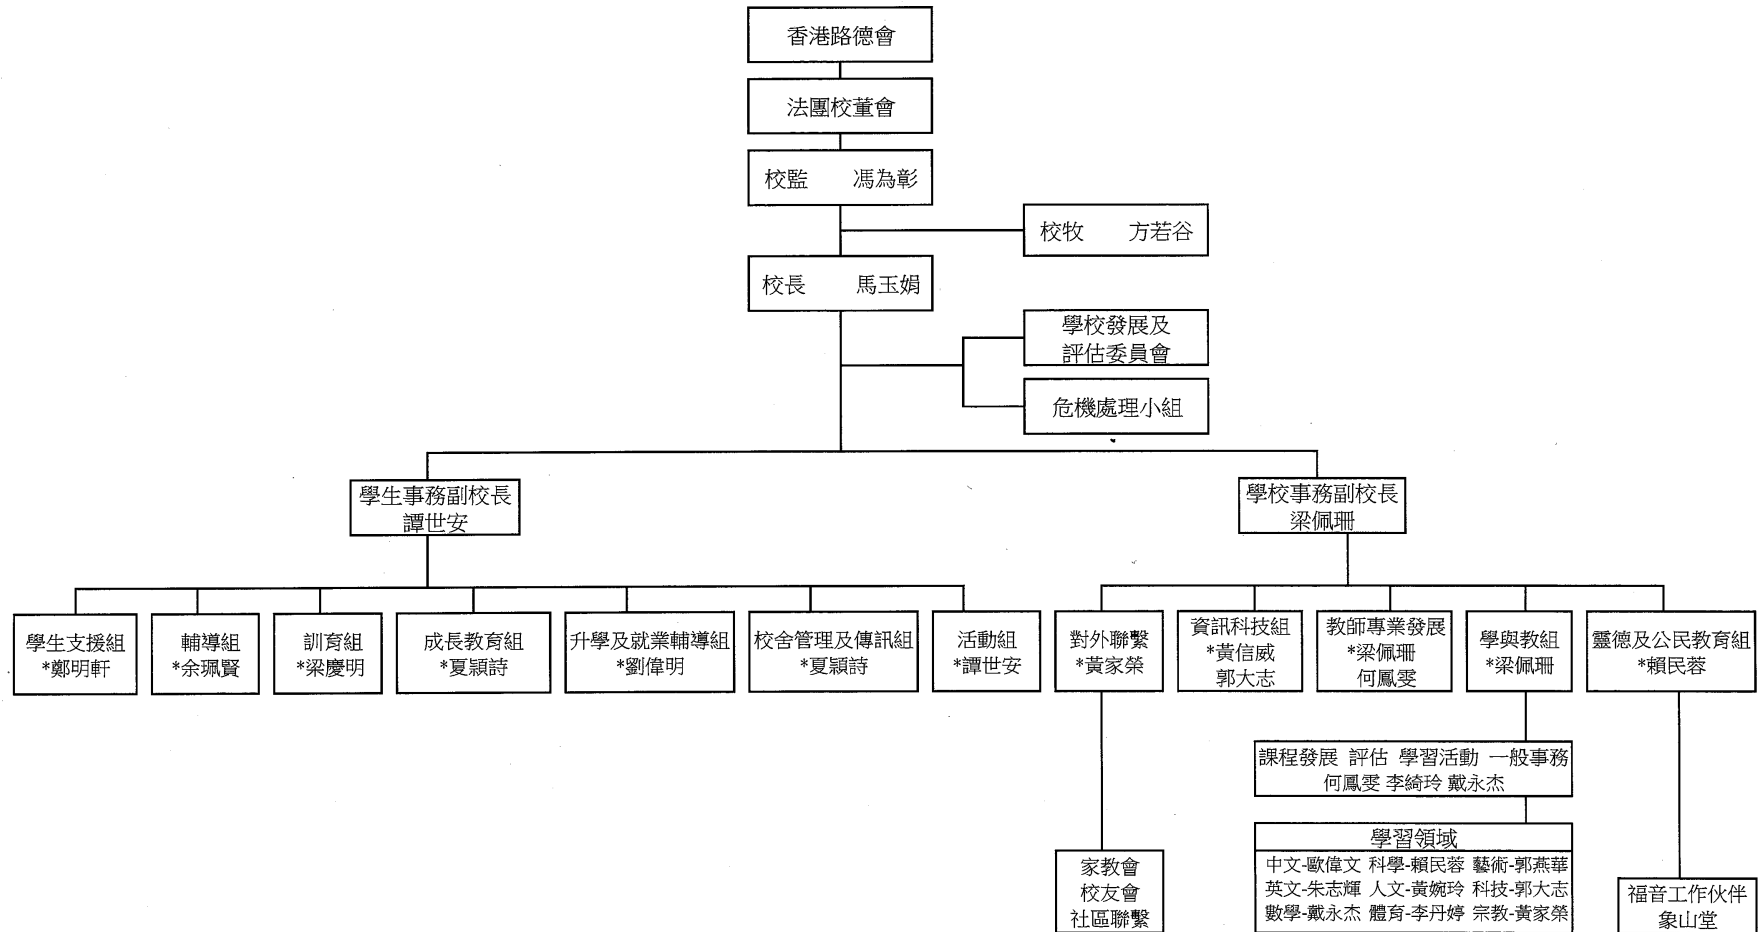 香港路德會
法團校董會
校監 馮為彰
校牧 方若谷
校長 馬玉娟
學校發展及
評估委員會
危機處理小組
學生事務副校長
譚世安
學校事務副校長
梁佩珊
學生支援組
*鄭明軒
輔導組
*余珮賢
訓育組
*梁慶明
成長教育組
*夏穎詩
升學及就業輔導組
*劉偉明
校舍管理及傳訊組
*夏穎詩
活動組
*譚世安
對外聯繫
*黃家榮
資訊科技組
*黃信威
郭大志
教師專業發展
*梁佩珊
何鳳雯
學與教組
*梁佩珊
靈德及公民教育組
*賴民蓉
課程發展 評估 學習活動 一般事務
何鳳雯 李綺玲 戴永杰
學習領域
中文-歐偉文 科學-賴民蓉 藝術-郭燕華
英文-朱志輝 人文-黃婉玲 科技-郭大志
數學-戴永杰 體育-李丹婷 宗教-黃家榮
家教會
校友會
社區聯繫
福音工作伙伴
象山堂